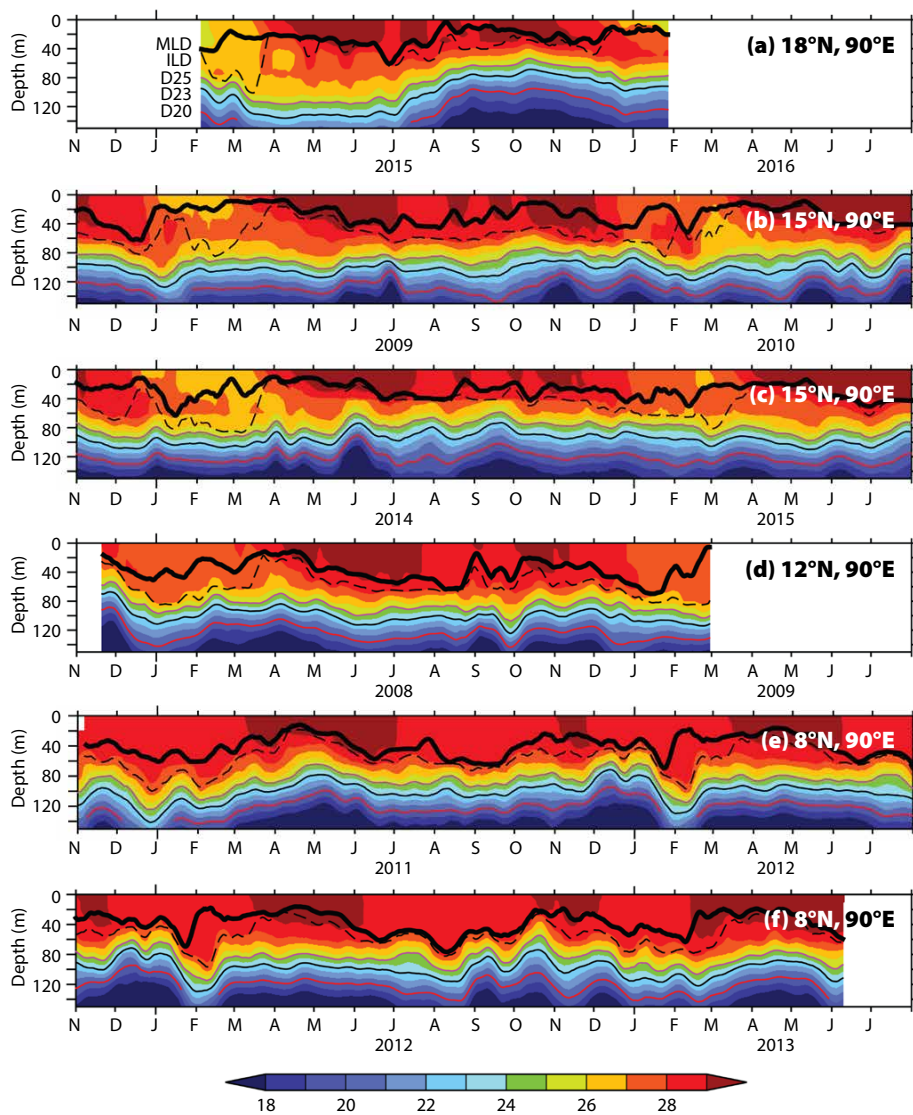 0
40
80
120
Depth (m)
MLD
ILD
D25
D23
D20
(a) 18°N, 90°E
N D J F M A M J J A S O N D J F M A M J J
2015 2016
0
40
80
120
Depth (m)
(b) 15°N, 90°E
N D J F M A M J J A S O N D J F M A M J J
2009 2010
0
40
80
120
Depth (m)
(c) 15°N, 90°E
N D J F M A M J J A S O N D J F M A M J J
2014 2015
0
40
80
120
Depth (m)
(d) 12°N, 90°E
N D J F M A M J J A S O N D J F M A M J J
2008 2009
0
40
80
120
Depth (m)
(e) 8°N, 90°E
N D J F M A M J J A S O N D J F M A M J J
2011 2012
0
40
80
120
Depth (m)
(f) 8°N, 90°E
N D J F M A M J J A S O N D J F M A M J J
2012 2013
18 20 22 24 26 28